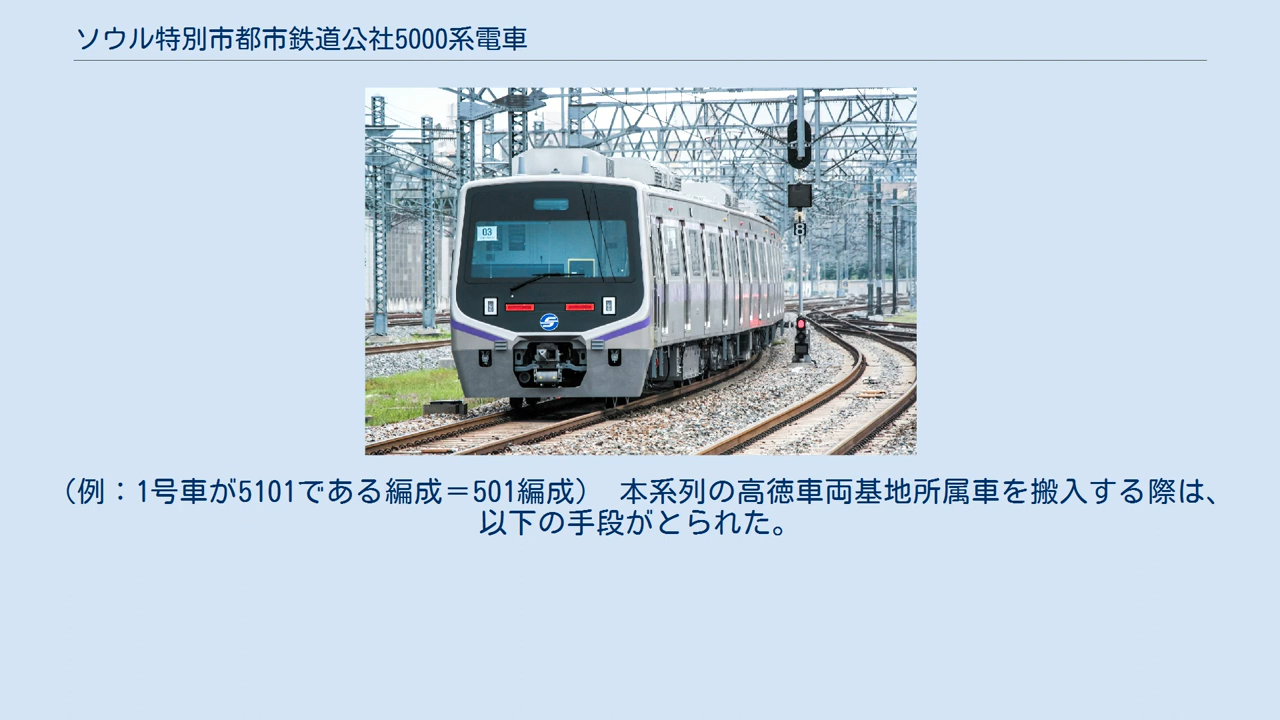 ソウル特別市都市鉄道公社5000系電車
03
8
（例：1号車が5101である編成＝501編成）　本系列の高徳車両基地所属車を搬入する際は、
以下の手段がとられた。